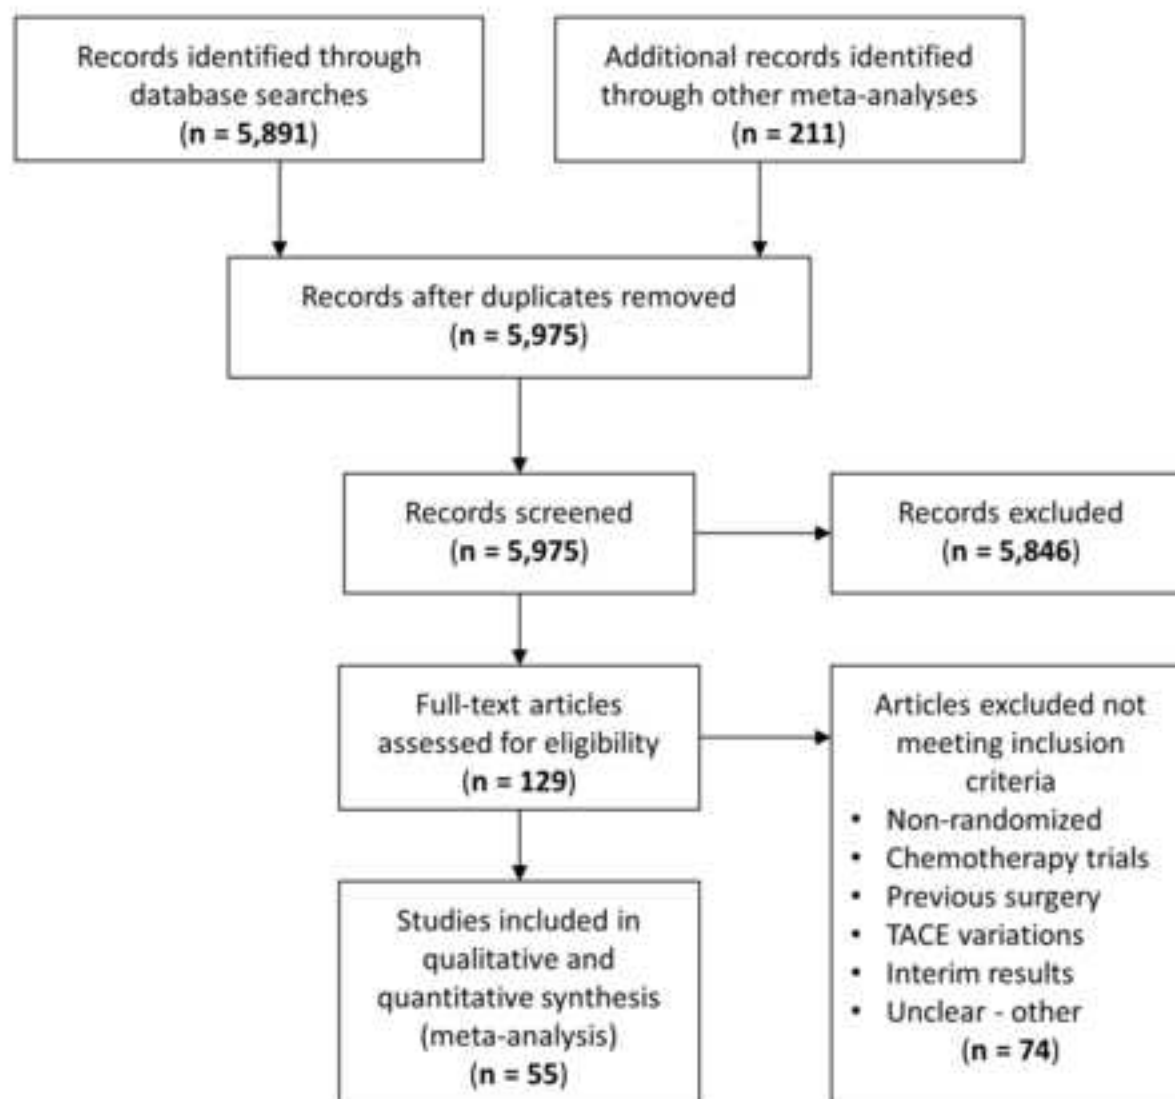 Records identified through
database searches
(n = 5,891)
Additional records identified
through other meta-analyses
(n = 211)
Records after duplicates removed
(n = 5,975)
Records screened
(n = 5,975)
Records excluded
(n = 5,846)
Full-text articles
assessed for eligibility
(n = 129)
Articles excluded not
meeting inclusion
criteria
• Non-randomized
• Chemotherapy trials
• Previous surgery
• TACE variations
• Interim results
• Unclear - other
(n = 74)
Studies included in
qualitative and
quantitative synthesis
(meta-analysis)
(n = 55)